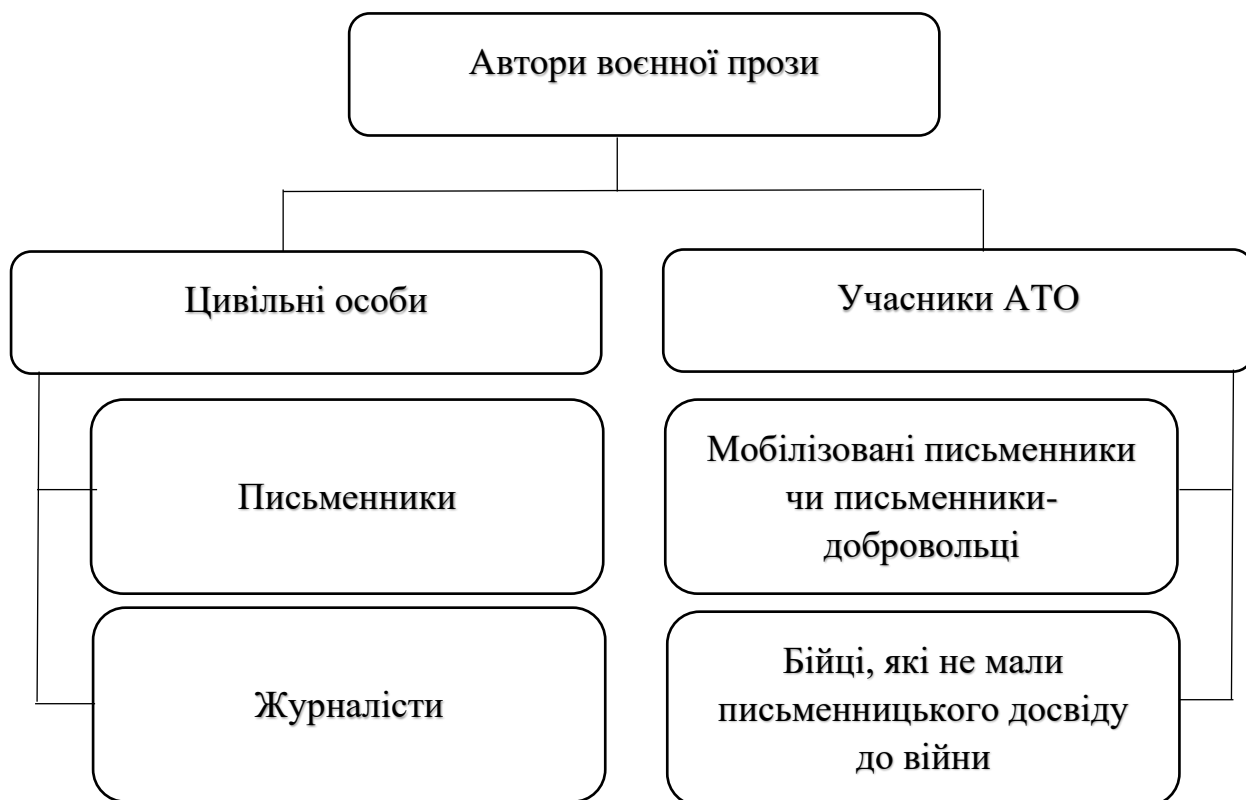 Автори воєнної прози
Цивільні особи
Учасники АТО
Письменники
Мобілізовані письменники
чи письменники-
добровольці
Журналісти
Бійці, які не мали
письменницького досвіду
до війни